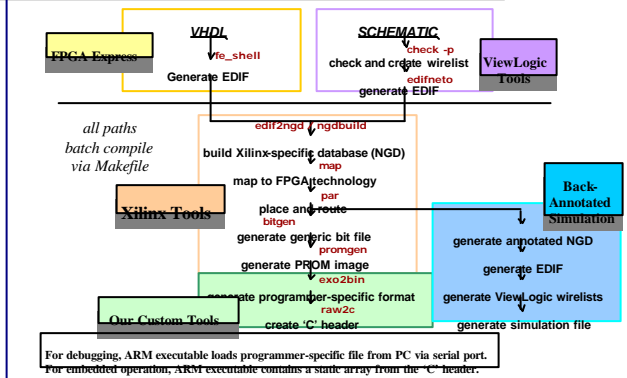 VHDL
SCHEMATIC
FPGA Express
fe_shell
Generate EDIF
check -p
check and create wirelist
edifneto
generate EDIF
ViewLogic
Tools
all paths
batch compile
via Makefile
edif2ngd / ngdbuild
build Xilinx-specific database (NGD)
map
map to FPGA technology
par
place and route
bitgen
generate generic bit file
promgen
generate PROM image
exo2bin
generate programmer-specific format
raw2c
create 'C' header
Xilinx Tools
Our Custom Tools
Back-
Annotated
Simulation
generate annotated NGD
generate EDIF
generate ViewLogic wirelists
generate simulation file
For debugging, ARM executable loads programmer-specific file from PC via serial port.
For embedded operation, ARM executable contains a static array from the 'C' header.